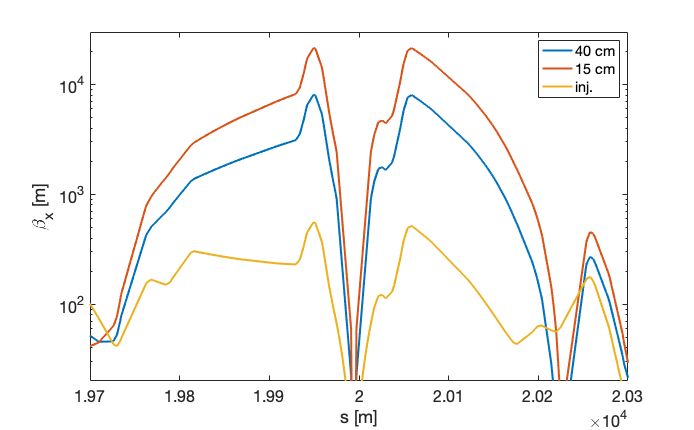 40 cm
15 cm
inj.
10^4
10^3
10^2
β_x [m]
1.97 1.98 1.99 2 2.01 2.02 2.03
s [m]
×10^4